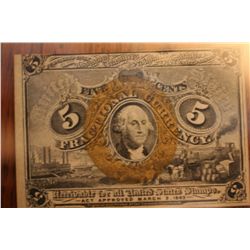 FIVE CENTS
5 5
FRACTIONAL CURRENCY
Receivable for all United States Stamps.
ACT APPROVED MARCH 3, 1863